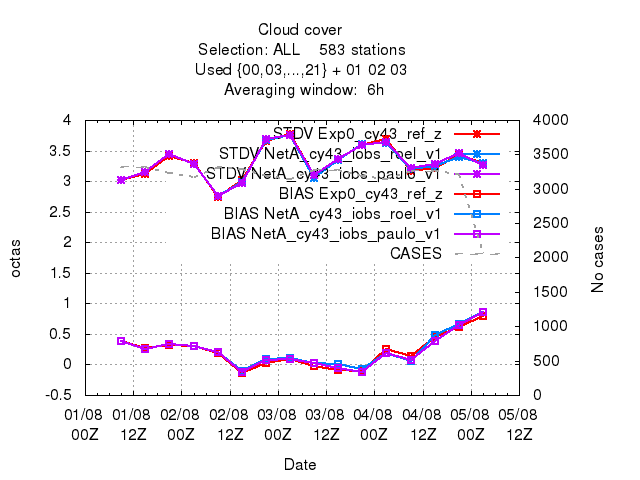 Cloud cover
Selection: ALL    583 stations
Used {00,03,...,21} + 01 02 03
Averaging window:  6h
4
3.5
3
2.5
2
1.5
1
0.5
0
-0.5
octas
4000
3500
3000
2500
2000
1500
1000
500
0
No cases
STDV Exp0_cy43_ref_z
STDV NetA_cy43_iobs_roel_v1
STDV NetA_cy43_iobs_paulo_v1
BIAS Exp0_cy43_ref_z
BIAS NetA_cy43_iobs_roel_v1
BIAS NetA_cy43_iobs_paulo_v1
CASES
01/08 01/08 02/08 02/08 03/08 03/08 04/08 04/08 05/08 05/08
00Z 12Z 00Z 12Z 00Z 12Z 00Z 12Z 00Z 12Z
Date